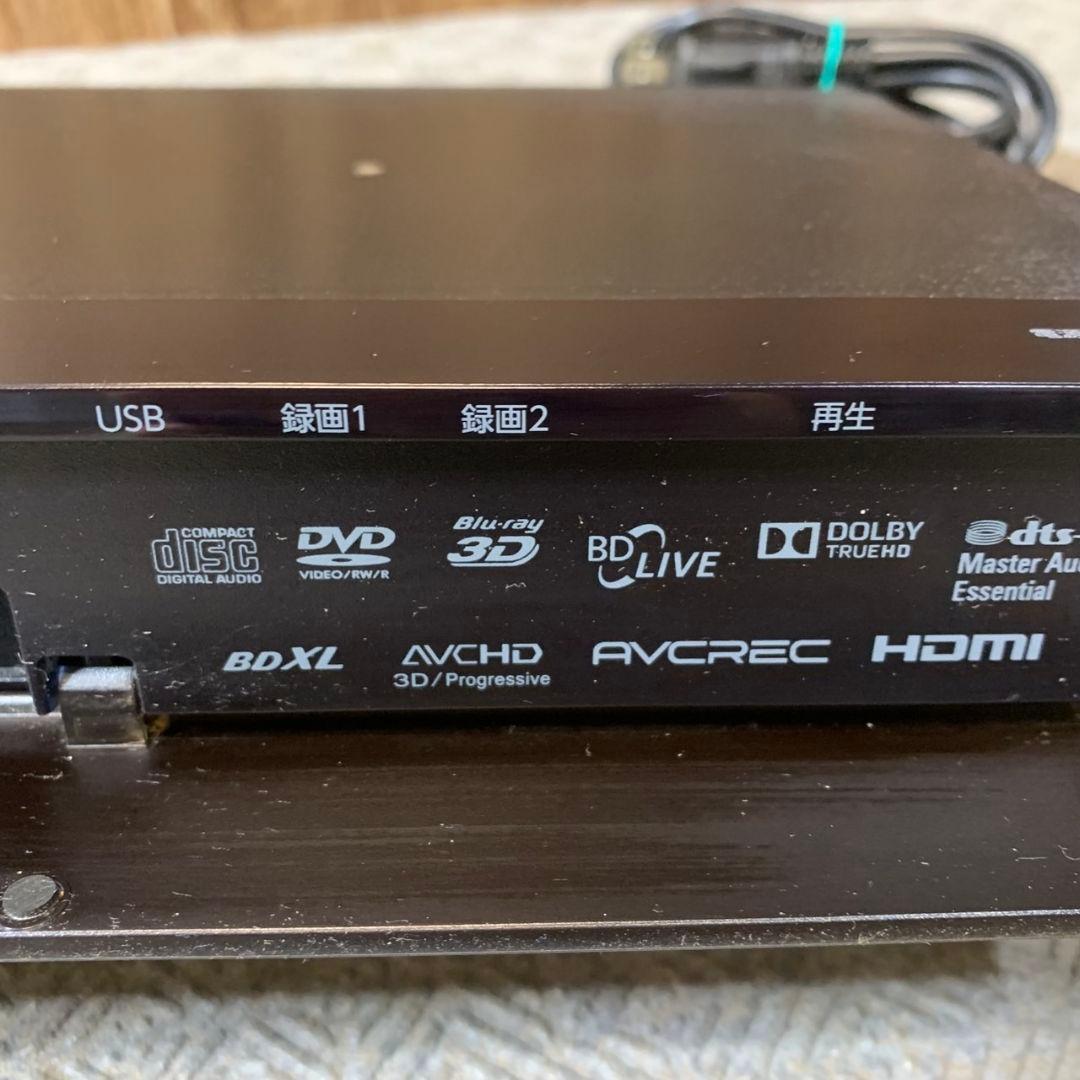 USB 録画1 録画2 再生
COMPACT
disc
DIGITAL AUDIO
DVD
VIDEO/RW/R
Blu-ray
3D
BD LIVE
DOLBY
TRUEHD
dts-
Master Au
Essential
BDXL
AVCHD
3D/Progressive
AVCREC
HDMI